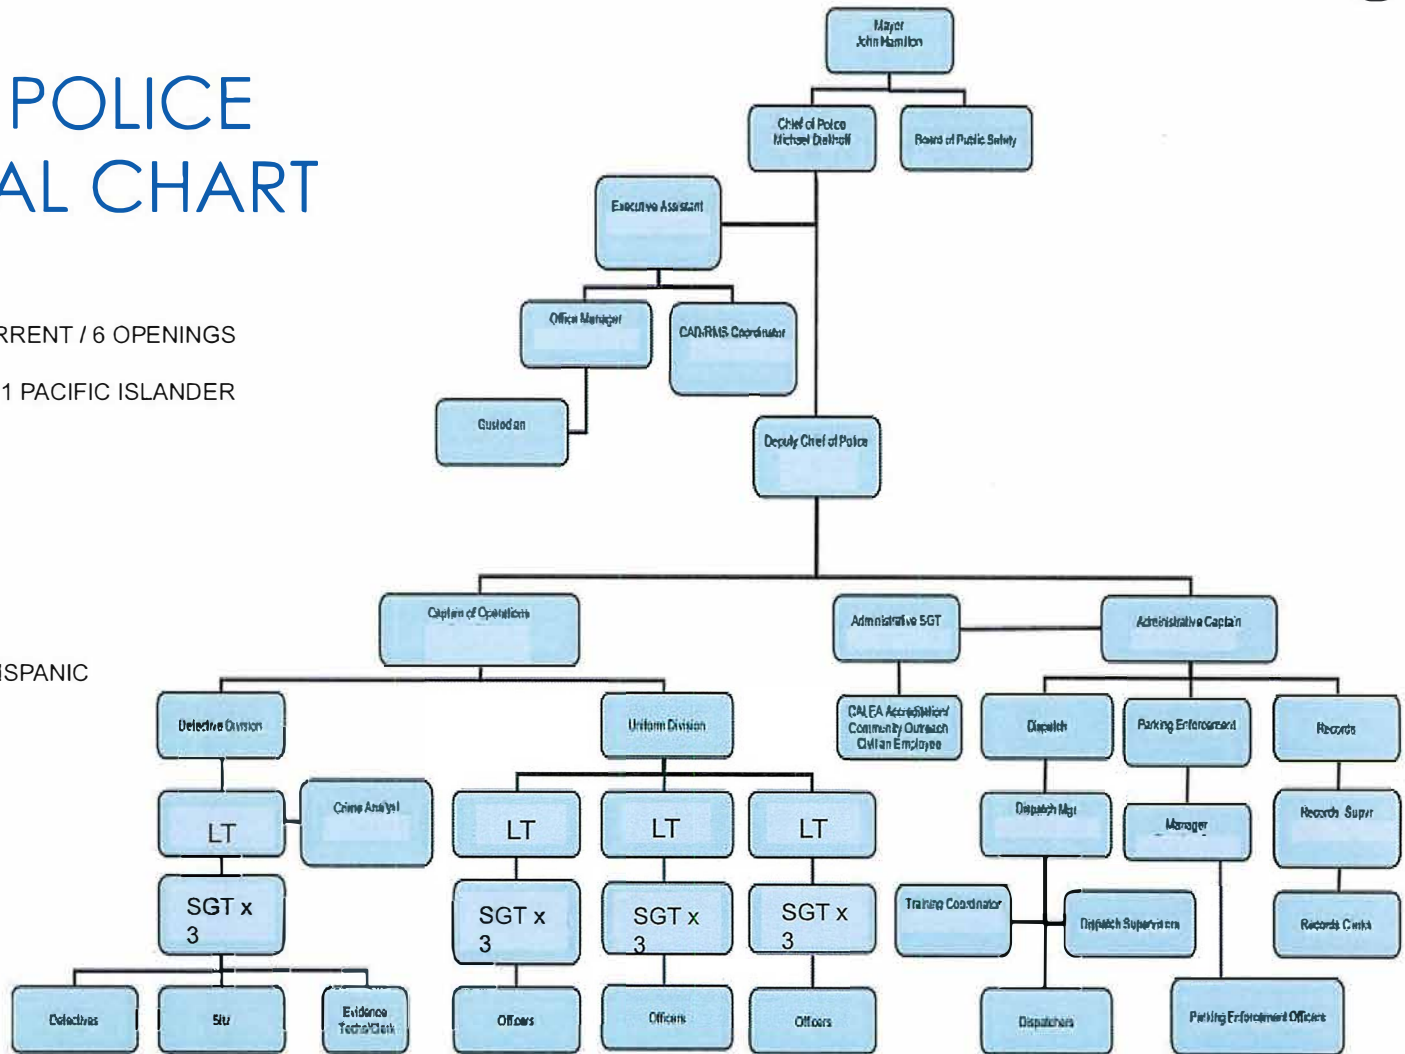 POLICE
AL CHART
RRENT / 6 OPENINGS
1 PACIFIC ISLANDER
ISPANIC
Mayor
John Hamilton
Chief of Police
Michael Diekhoff
Board of Public Safety
Executive Assistant
Office Manager
CAD/RMS Coordinator
Custodian
Deputy Chief of Police
Captain of Operations
Administrative SGT
Administrative Captain
Detective Division
Uniform Division
CALEA Accreditation/
Community Outreach
Civilian Employee
Dispatch
Parking Enforcement
Records
LT
Crime Analyst
LT
LT
LT
Dispatch Mgr
Manager
Records Supvr
SGT x
3
SGT x
3
SGT x
3
SGT x
3
Training Coordinator
Dispatch Supervisors
Records Clerks
Detectives
SIU
Evidence
Techs/Clerk
Officers
Officers
Officers
Dispatchers
Parking Enforcement Officers